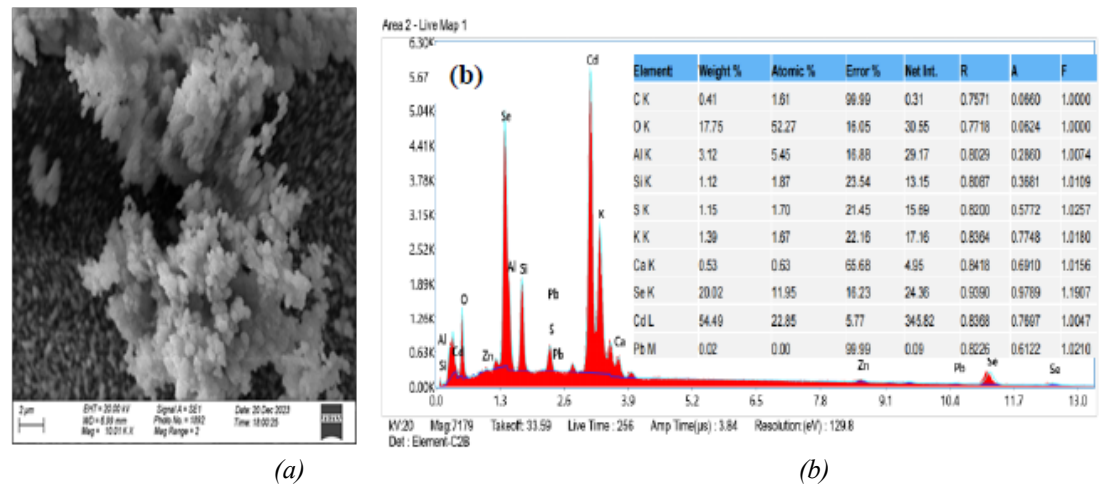 2 μm
EHT = 20.00 kV
WD = 8.98 mm
Mag = 10.01 K X
Signal A = SE1
Photo No. = 1892
Mag Range = 2
Date: 20 Dec 2023
Time: 18:00:25
ZEISS
(a)
Area 2 - Live Map 1
6.30K
5.67
5.04K
4.41K
3.78K
3.15K
2.52K
1.89K
1.26K
0.63K
0.00K
(b)
Cd
Se
K
Al
Si
Pb
O
S
Al
Cd
Si
Zn
Pb
Ca
Zn
Pb
Se
Se
Element Weight % Atomic % Error % Net Int. R A F
C K 0.41 1.61 99.99 0.31 0.7571 0.0660 1.0000
O K 17.75 52.27 16.05 30.55 0.7718 0.0624 1.0000
Al K 3.12 5.45 16.88 29.17 0.8029 0.2860 1.0074
Si K 1.12 1.87 23.54 13.15 0.8087 0.3681 1.0109
S K 1.15 1.70 21.45 15.69 0.8200 0.5772 1.0257
K K 1.39 1.67 22.16 17.16 0.8364 0.7748 1.0180
Ca K 0.53 0.63 65.68 4.95 0.8418 0.6910 1.0156
Se K 20.02 11.95 16.23 24.36 0.9390 0.9789 1.1907
Cd L 54.49 22.85 5.77 345.82 0.8368 0.7697 1.0047
Pb M 0.02 0.00 99.99 0.09 0.8226 0.6122 1.0210
0.0 1.3 2.6 3.9 5.2 6.5 7.8 9.1 10.4 11.7 13.0
kV:20 Mag:7179 Takeoff: 33.59 Live Time : 256 Amp Time(μs) : 3.84 Resolution:(eV) : 129.8
Det : Element-C2B
(b)